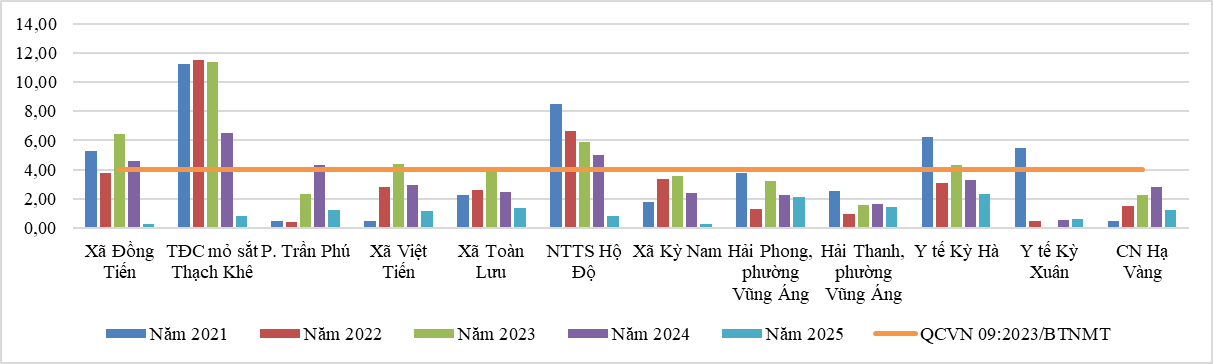 14,00
12,00
10,00
8,00
6,00
4,00
2,00
0,00
Xã Đồng Tiến
TĐC mỏ sắt Thạch Khê
P. Trần Phú
Xã Việt Tiến
Xã Toàn Lưu
NTTS Hộ Độ
Xã Kỳ Nam
Hải Phong, phường Vũng Áng
Hải Thanh, phường Vũng Áng
Y tế Kỳ Hà
Y tế Kỳ Xuân
CN Hạ Vàng
Năm 2021 Năm 2022 Năm 2023 Năm 2024 Năm 2025 QCVN 09:2023/BTNMT